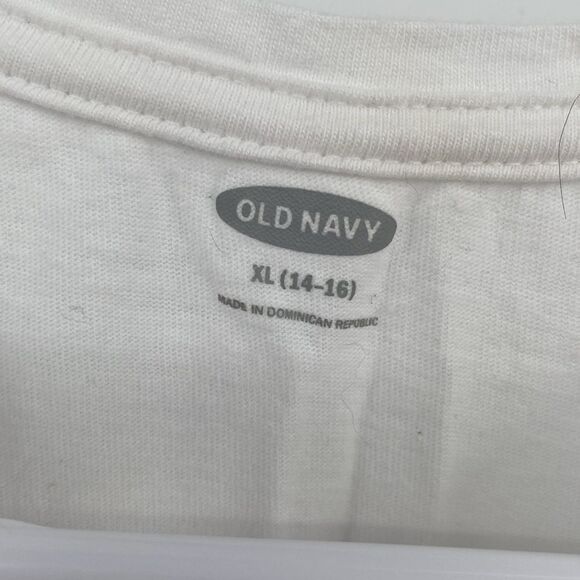 OLD NAVY
XL (14-16)
MADE IN DOMINICAN REPUBLIC